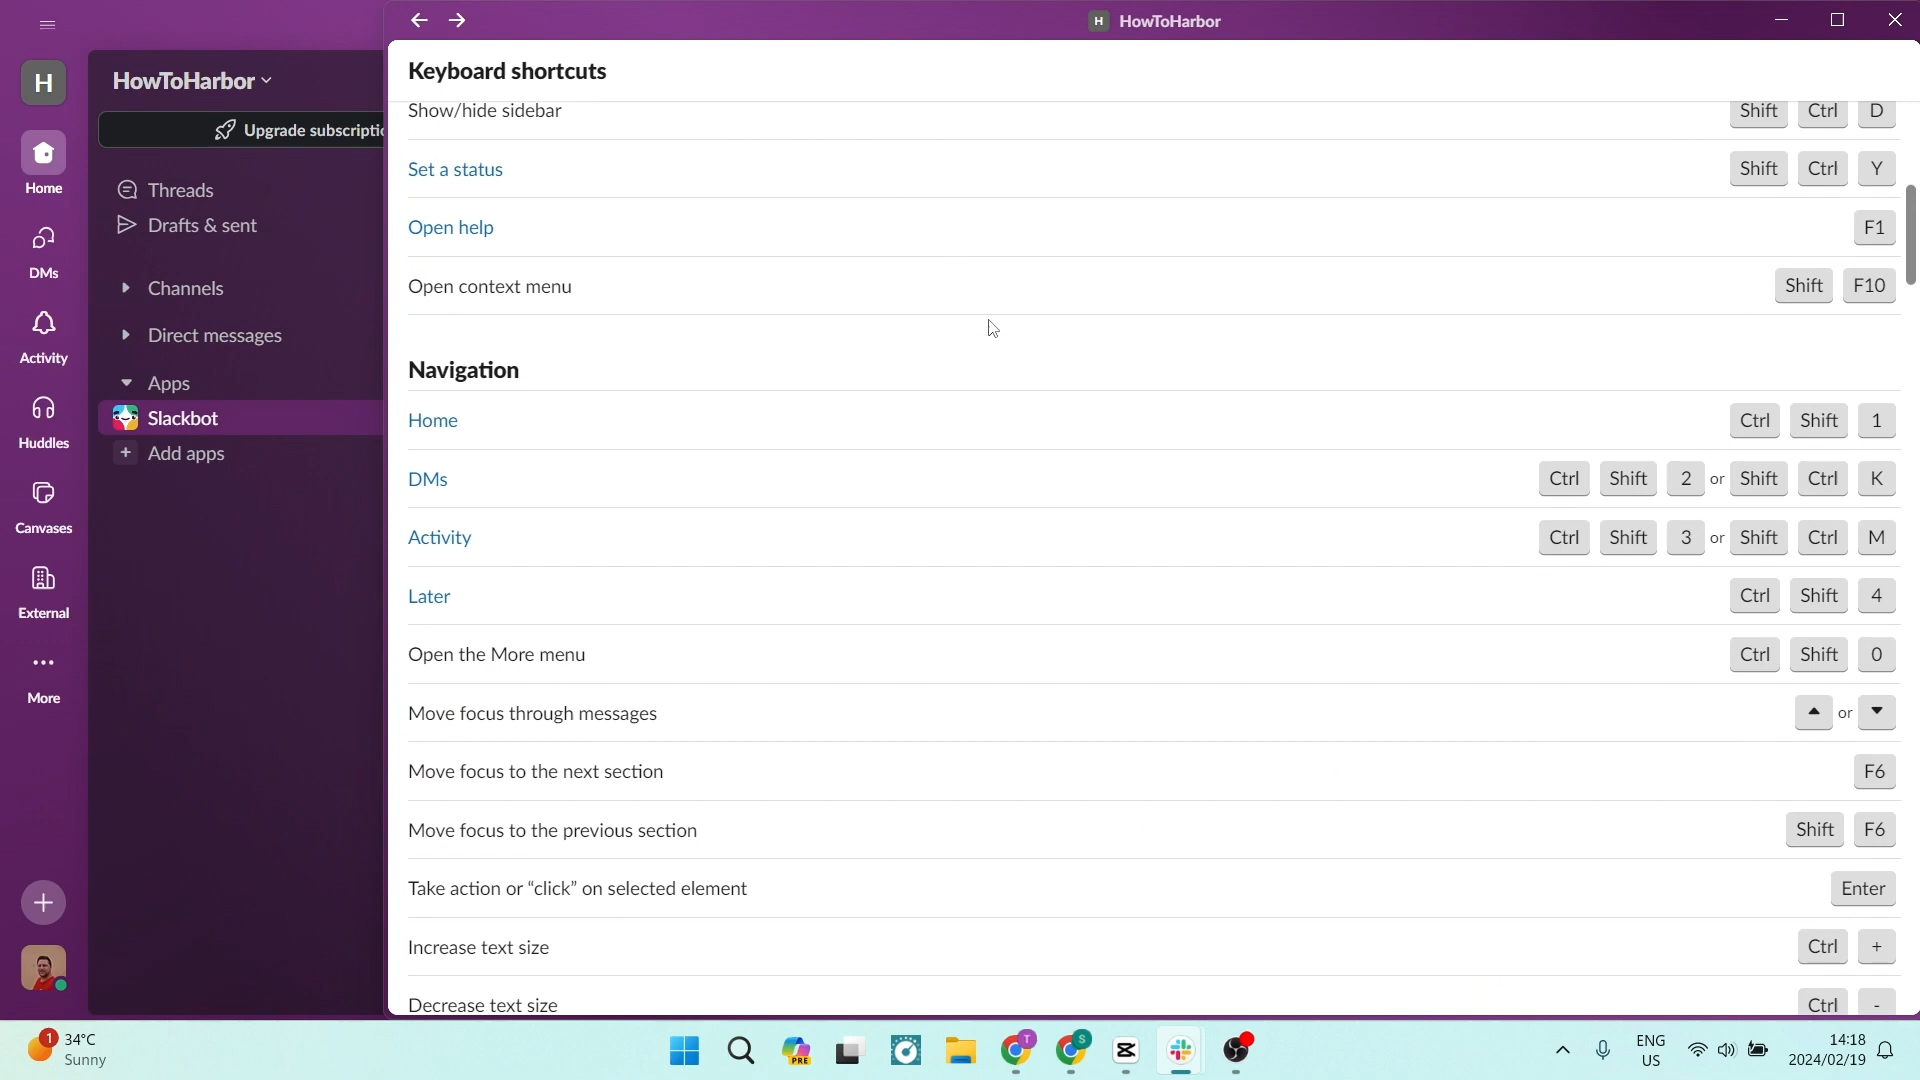 H HowToHarbor
H
HowToHarbor
Upgrade subscriptio
Home
DMs
Activity
Huddles
Canvases
External
More
Threads
Drafts & sent
Channels
Direct messages
Apps
Slackbot
+ Add apps
Keyboard shortcuts
Show/hide sidebar Shift Ctrl D
Set a status Shift Ctrl Y
Open help F1
Open context menu Shift F10
Navigation
Home Ctrl Shift 1
DMs Ctrl Shift 2 or Shift Ctrl K
Activity Ctrl Shift 3 or Shift Ctrl M
Later Ctrl Shift 4
Open the More menu Ctrl Shift 0
Move focus through messages or
Move focus to the next section F6
Move focus to the previous section Shift F6
Take action or “click” on selected element Enter
Increase text size Ctrl +
Decrease text size Ctrl -
1 34°C
Sunny
PRE
T
S
ENG
US
14:18
2024/02/19